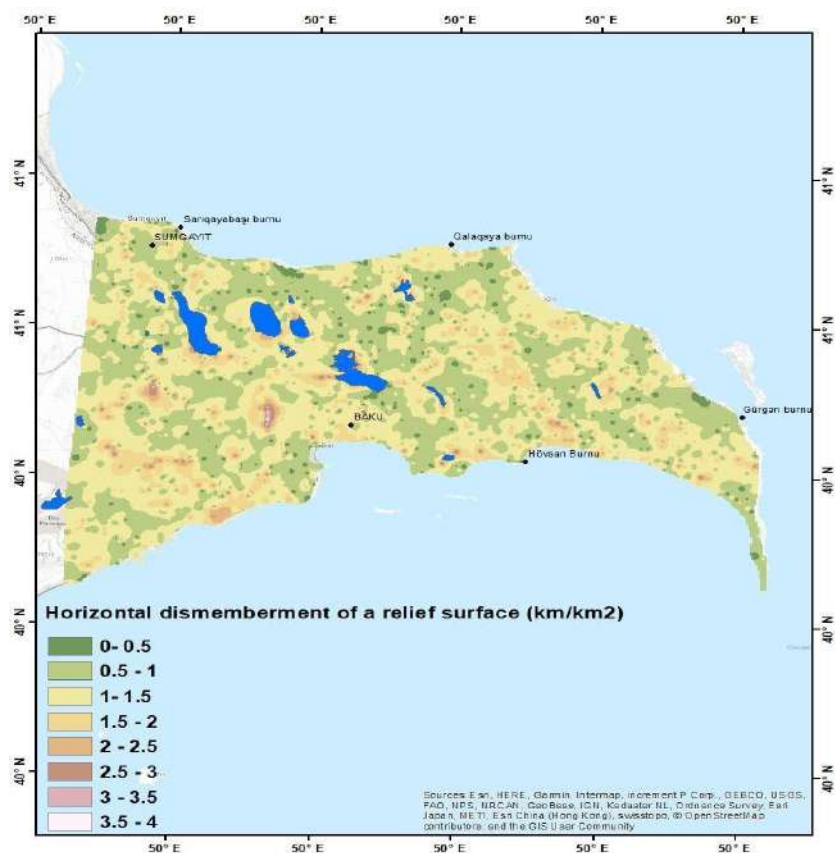 50° E 50° E 50° E 50° E 50° E 50° E
41° N 41° N
Sumqayıt Sarıqayabaşı burnu
SUMGAYIT
Qalaqaya burnu
41° N 41° N
BAKU
Gürgən burnu
Hövsan Burnu
40° N 40° N
40° N 40° N
Horizontal dismemberment of a relief surface (km/km2)
0- 0.5
0.5 - 1
1- 1.5
1.5 - 2
2 - 2.5
2.5 - 3
3 - 3.5
3.5 - 4
40° N 40° N
Sources: Esri, HERE, Garmin, Intermap, increment P Corp., GEBCO, USGS,
FAO, NPS, NRCAN, GeoBase, IGN, Kadaster NL, Ordnance Survey, Esri
Japan, METI, Esri China (Hong Kong), swisstopo, © OpenStreetMap
contributors, and the GIS User Community
50° E 50° E 50° E 50° E 50° E